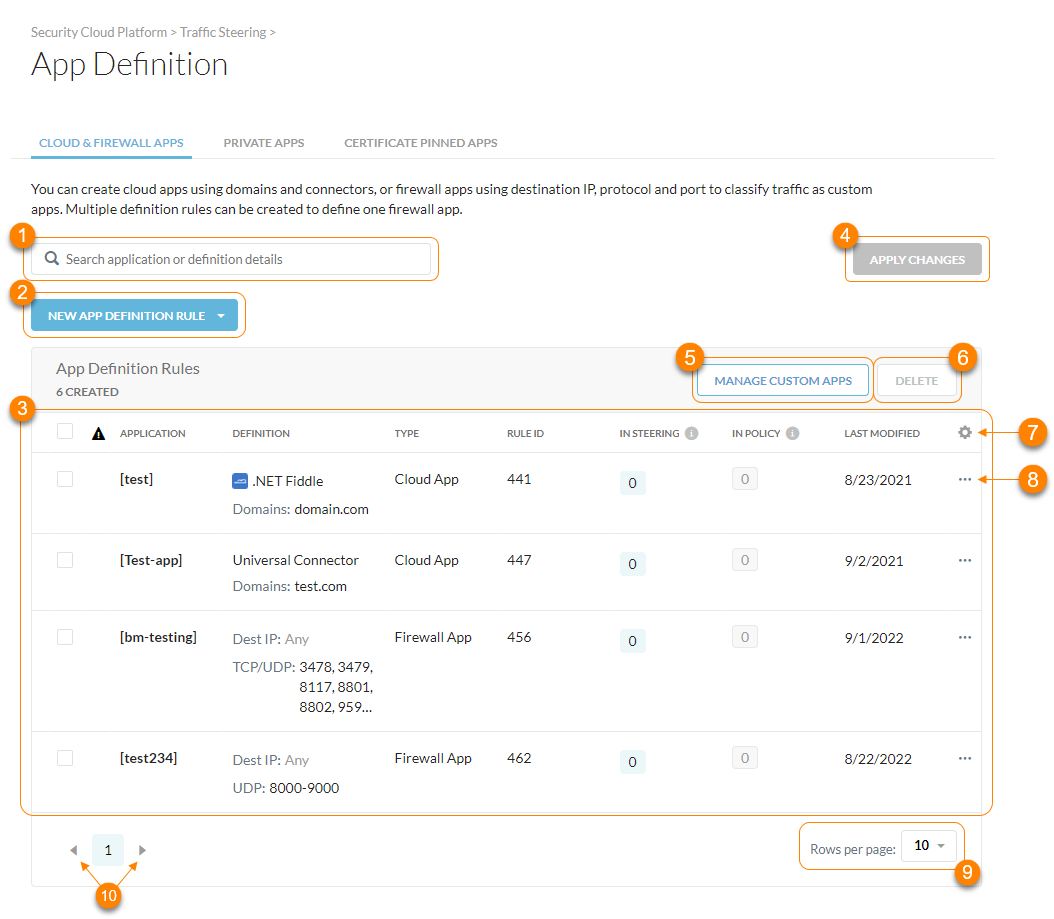 Security Cloud Platform > Traffic Steering >
App Definition
CLOUD & FIREWALL APPS
PRIVATE APPS
CERTIFICATE PINNED APPS
You can create cloud apps using domains and connectors, or firewall apps using destination IP, protocol and port to classify traffic as custom
apps. Multiple definition rules can be created to define one firewall app.
1
Search application or definition details
4
APPLY CHANGES
2
NEW APP DEFINITION RULE
App Definition Rules
6 CREATED
5
MANAGE CUSTOM APPS
6
DELETE
3
APPLICATION
DEFINITION
TYPE
RULE ID
IN STEERING
IN POLICY
LAST MODIFIED
7
[test]
.NET Fiddle
Domains: domain.com
Cloud App
441
0
0
8/23/2021
8
[Test-app]
Universal Connector
Domains: test.com
Cloud App
447
0
0
9/2/2021
[bm-testing]
Dest IP: Any
TCP/UDP: 3478, 3479,
8117, 8801,
8802, 959...
Firewall App
456
0
0
9/1/2022
[test234]
Dest IP: Any
UDP: 8000-9000
Firewall App
462
0
0
8/22/2022
1
10
Rows per page: 10
9